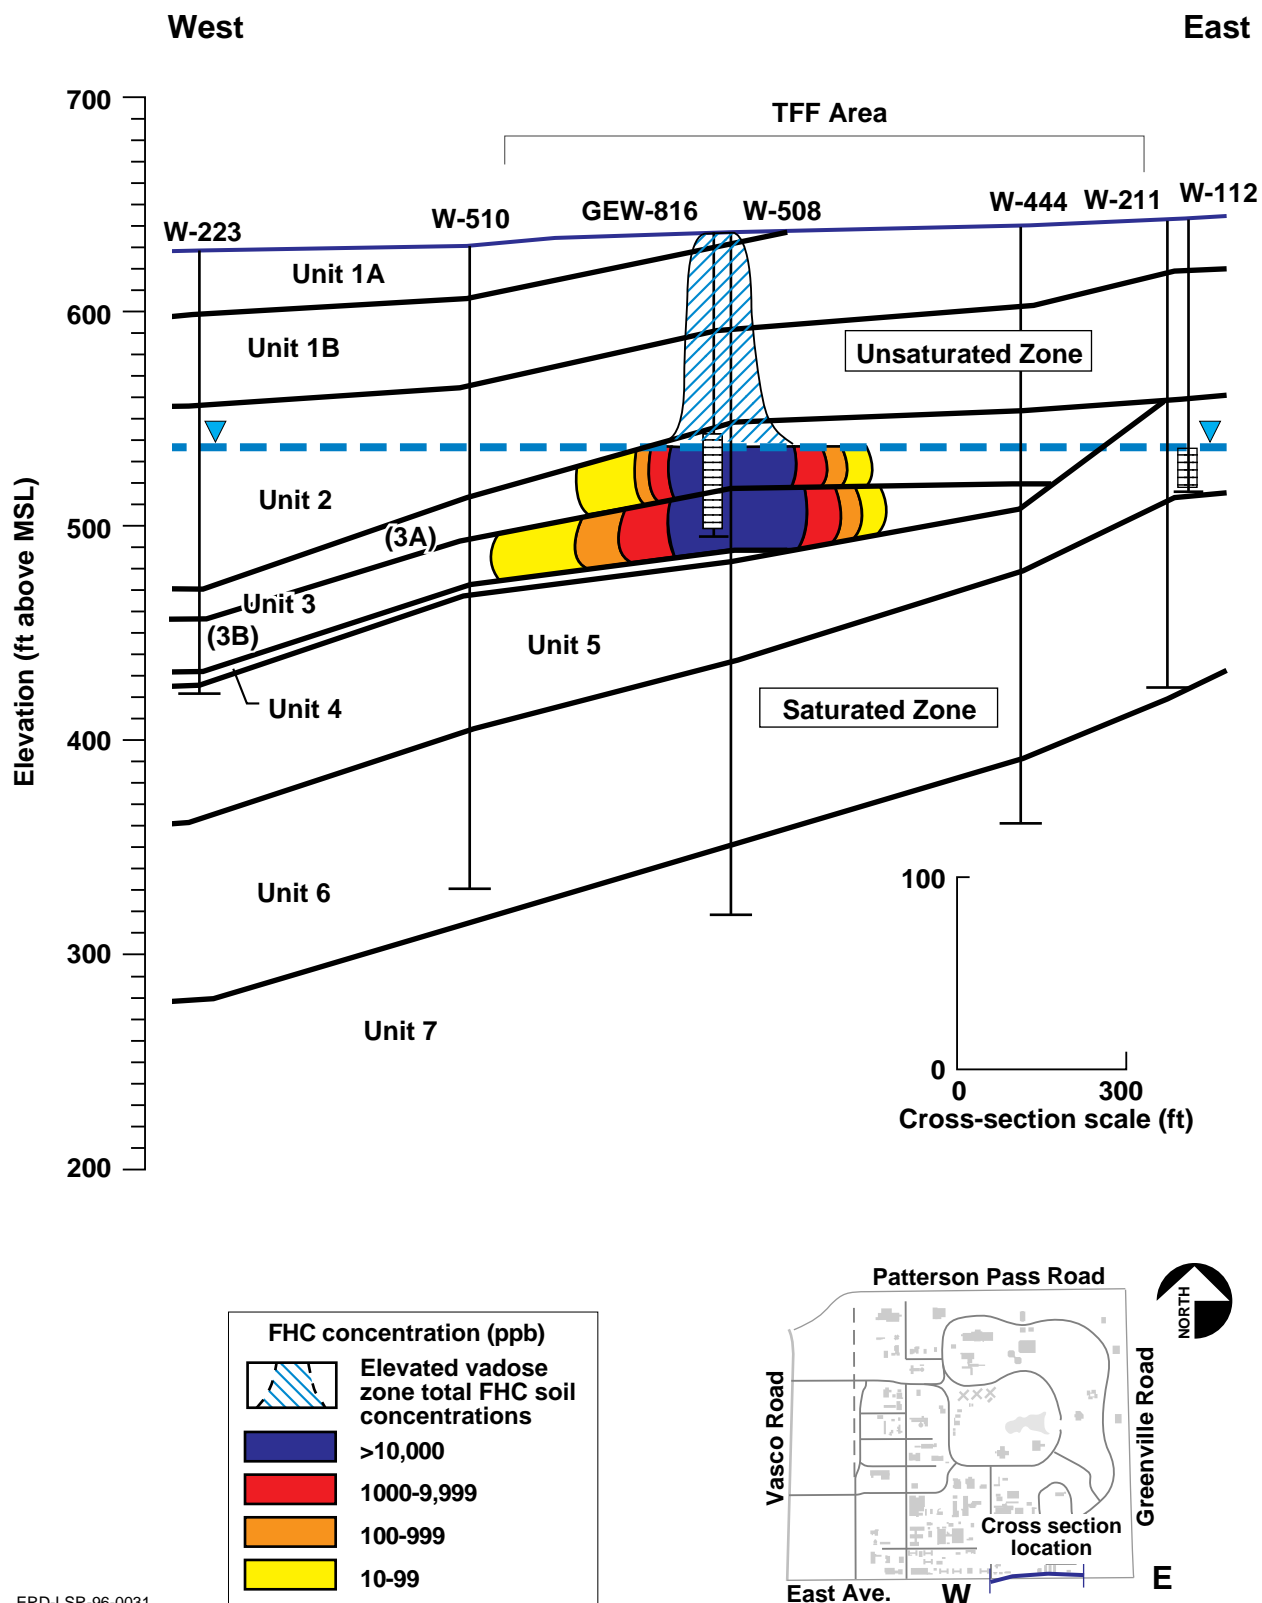 West
East
700
TFF Area
W-223
W-510
GEW-816
W-508
W-444
W-211
W-112
Unit 1A
600
Unit 1B
Unsaturated Zone
Unit 2
500
(3A)
Unit 3
(3B)
Unit 5
Unit 4
Saturated Zone
Elevation (ft above MSL)
400
Unit 6
100
300
Unit 7
0
0
300
Cross-section scale (ft)
200
Patterson Pass Road
NORTH
Vasco Road
Greenville Road
Cross section
location
East Ave.
W
E
FHC concentration (ppb)
Elevated vadose
zone total FHC soil
concentrations
>10,000
1000-9,999
100-999
10-99
ERD-LSR-96-0031